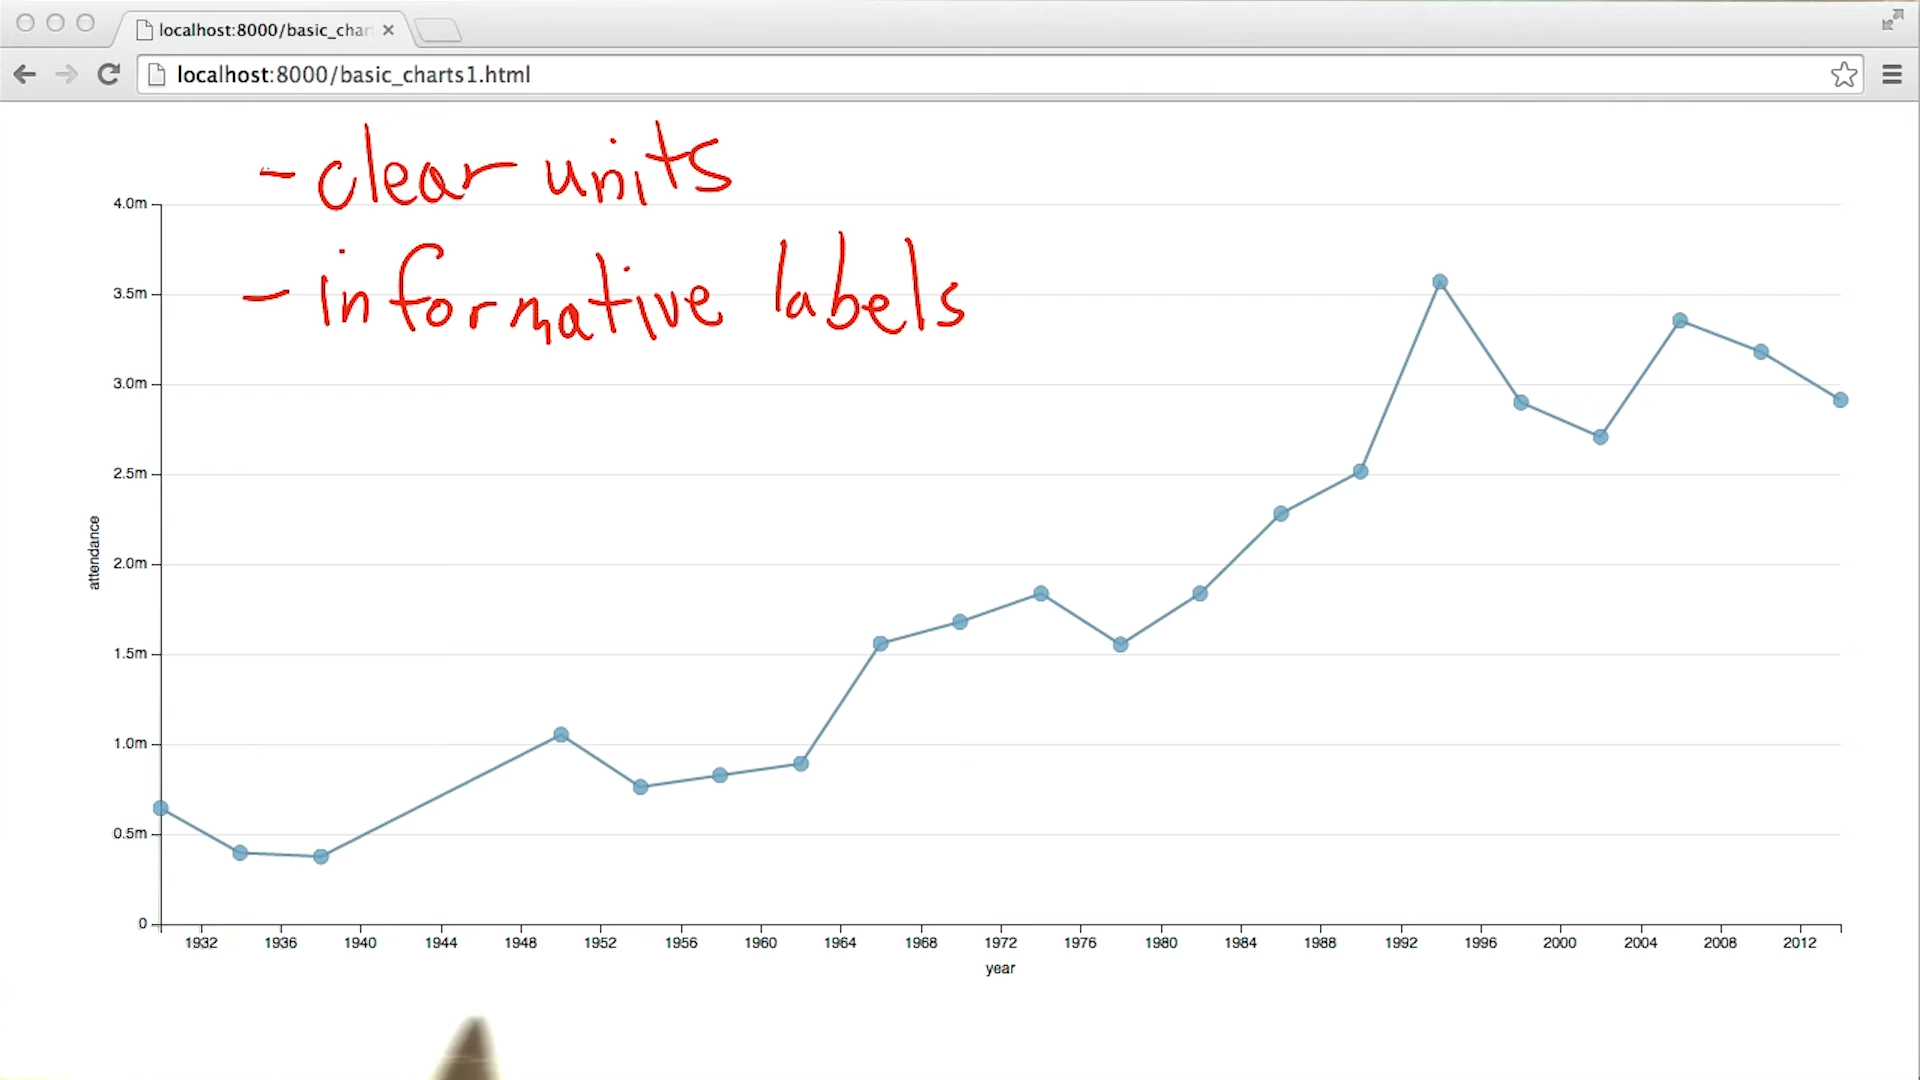 localhost:8000/basic_char
localhost:8000/basic_charts1.html
- clear units
- informative labels
4.0m
3.5m
3.0m
2.5m
2.0m
1.5m
1.0m
0.5m
0
attendance
1932 1936 1940 1944 1948 1952 1956 1960 1964 1968 1972 1976 1980 1984 1988 1992 1996 2000 2004 2008 2012
year